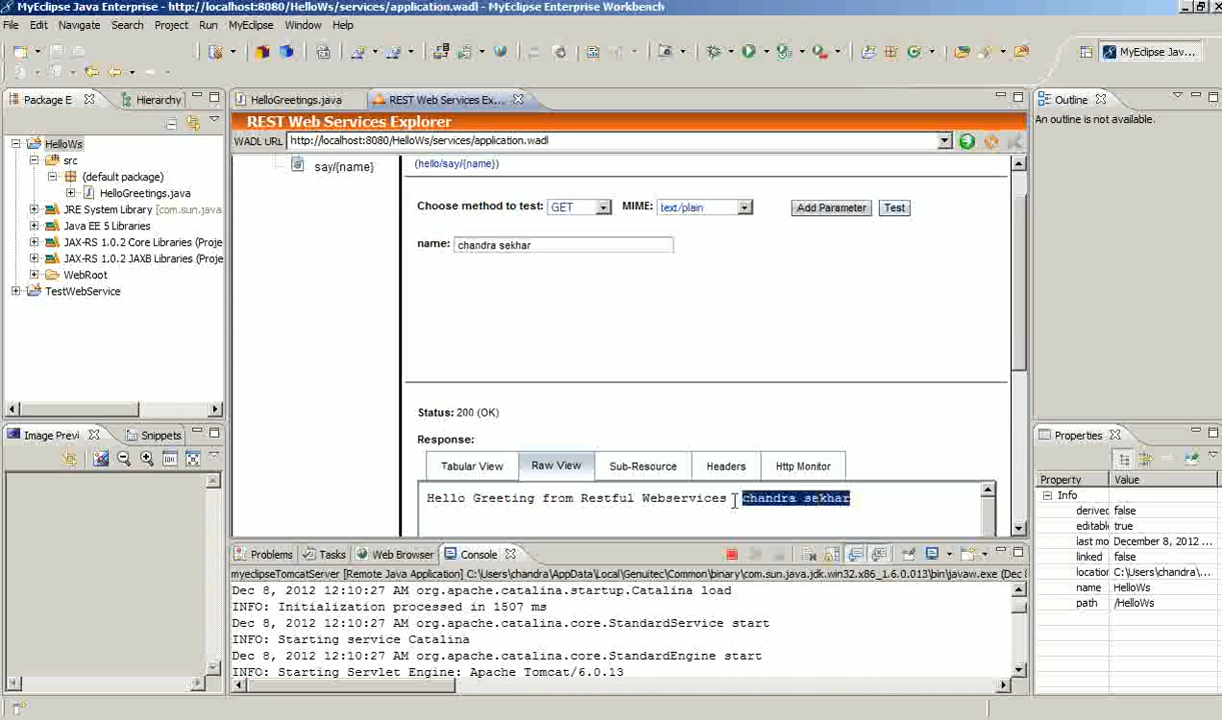 MyEclipse Java Enterprise - http://localhost:8080/HelloWs/services/application.wadl - MyEclipse Enterprise Workbench
File Edit Navigate Search Project Run MyEclipse Window Help
MyEclipse Jav...
Package E
Hierarchy
HelloWs
src
(default package)
HelloGreetings.java
JRE System Library [com.sun.java
Java EE 5 Libraries
JAX-RS 1.0.2 Core Libraries (Proje
JAX-RS 1.0.2 JAXB Libraries (Proje
WebRoot
TestWebService
Image Previ
Snippets
HelloGreetings.java
REST Web Services Ex...
REST Web Services Explorer
WADL URL http://localhost:8080/HelloWs/services/application.wadl
say/{name}
(hello/say/{name})
Choose method to test: GET MIME: text/plain Add Parameter Test
name: chandra sekhar
Status: 200 (OK)
Response:
Tabular View Raw View Sub-Resource Headers Http Monitor
Hello Greeting from Restful Webservices chandra sekhar
Problems Tasks Web Browser Console
myeclipseTomcatServer [Remote Java Application] C:\Users\chandra\AppData\Local\Genuitec\Common\binary\com.sun.java.jdk.win32.x86_1.6.0.013\bin\javaw.exe (Dec 8
Dec 8, 2012 12:10:27 AM org.apache.catalina.startup.Catalina load
INFO: Initialization processed in 1507 ms
Dec 8, 2012 12:10:27 AM org.apache.catalina.core.StandardService start
INFO: Starting service Catalina
Dec 8, 2012 12:10:27 AM org.apache.catalina.core.StandardEngine start
INFO: Starting Servlet Engine: Apache Tomcat/6.0.13
Outline
An outline is not available.
Properties
Property Value
Info
derived false
editable true
last mo December 8, 2012 ...
linked false
location C:\Users\chandra\...
name HelloWs
path /HelloWs